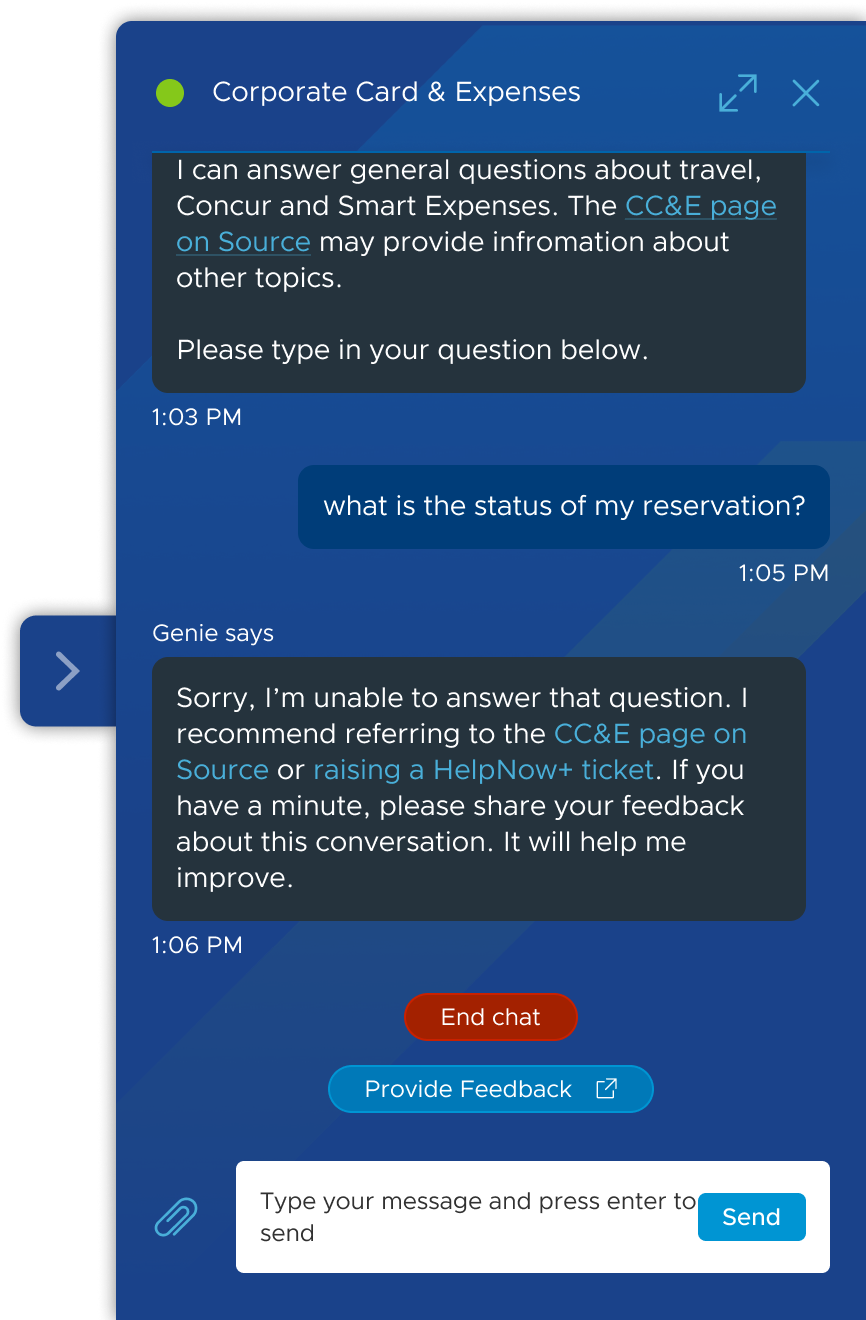 Corporate Card & Expenses
I can answer general questions about travel,
Concur and Smart Expenses. The CC&E page
on Source may provide infromation about
other topics.
Please type in your question below.
1:03 PM
what is the status of my reservation?
1:05 PM
Genie says
Sorry, I’m unable to answer that question. I
recommend referring to the CC&E page on
Source or raising a HelpNow+ ticket. If you
have a minute, please share your feedback
about this conversation. It will help me
improve.
1:06 PM
End chat
Provide Feedback
Type your message and press enter to
send
Send